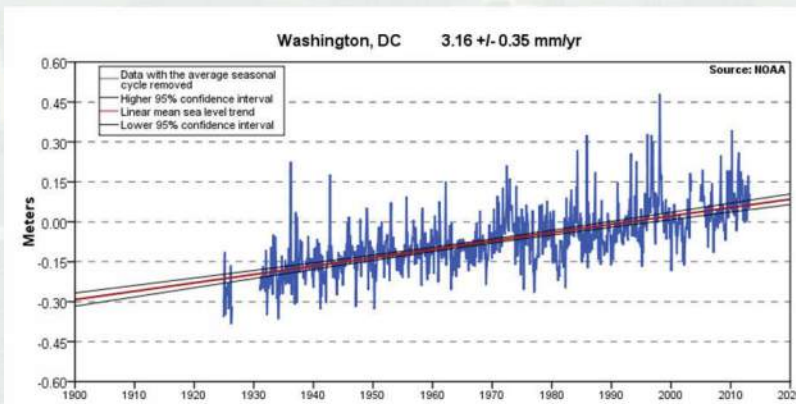 Washington, DC 3.16 +/- 0.35 mm/yr
Source: NOAA
Data with the average seasonal
cycle removed
Higher 95% confidence interval
Linear mean sea level trend
Lower 95% confidence interval
Meters
0.60
0.45
0.30
0.15
0.00
-0.15
-0.30
-0.45
-0.60
1900 1910 1920 1930 1940 1950 1960 1970 1980 1990 2000 2010 202